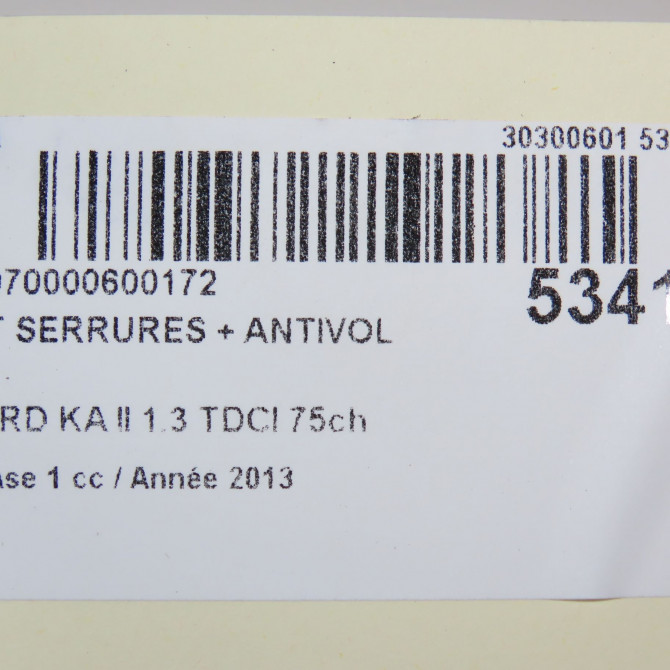 30300601 53
070000600172
5341
T SERRURES + ANTIVOL
RD KA II 1.3 TDCI 75ch
ase 1 cc / Année 2013